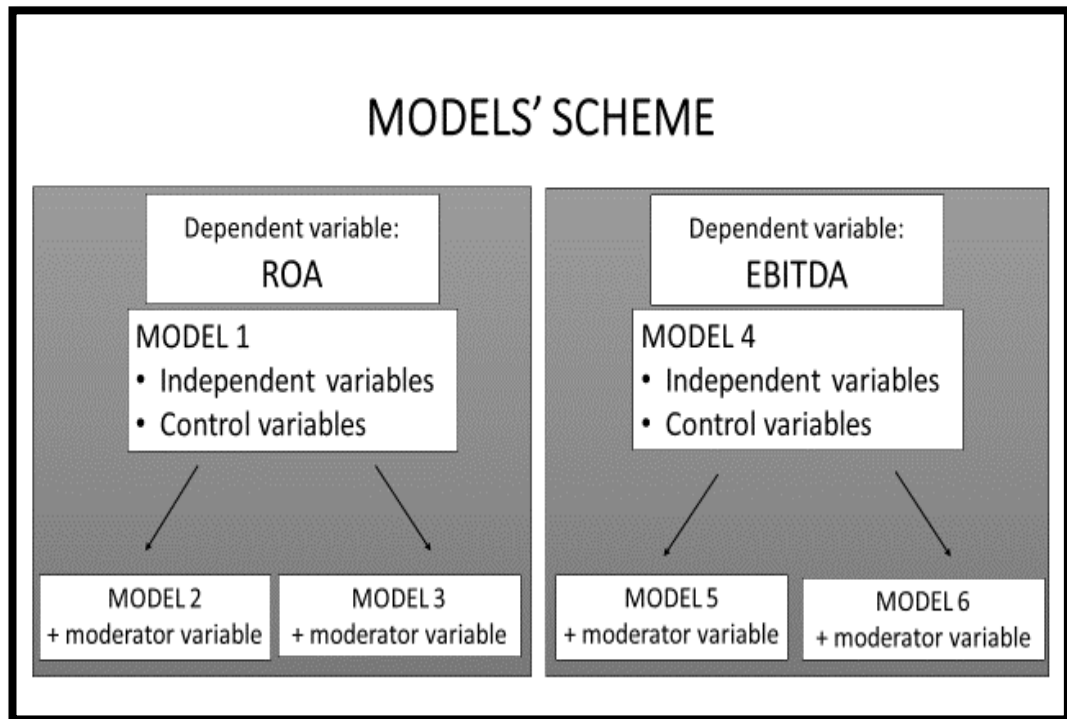 MODELS' SCHEME
Dependent variable:
ROA
MODEL 1
• Independent variables
• Control variables
MODEL 2
+ moderator variable
MODEL 3
+ moderator variable
Dependent variable:
EBITDA
MODEL 4
• Independent variables
• Control variables
MODEL 5
+ moderator variable
MODEL 6
+ moderator variable